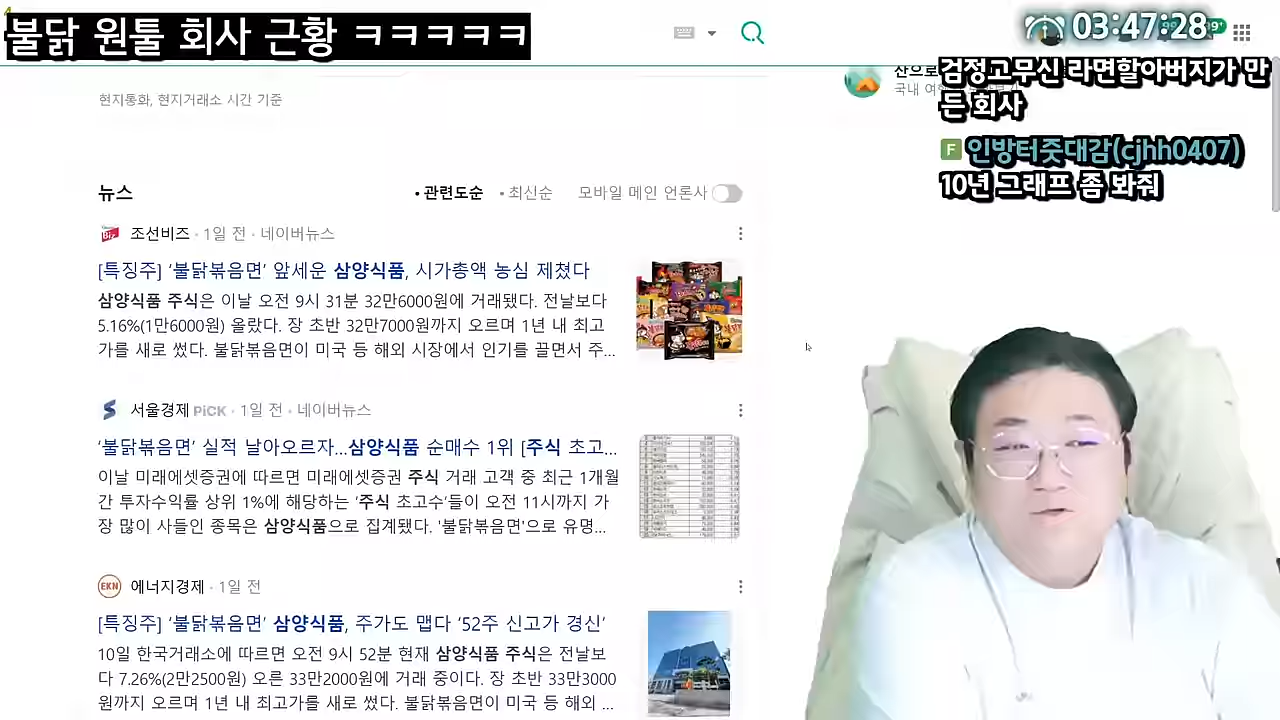 불닭 원툴 회사 근황 ㅋㅋㅋㅋㅋ
03:47:28
산으로
국내 여행
검정고무신 라면할아버지가 만
든 회사
F 인방터줏대감(cjhh0407)
10년 그래프 좀 봐줘
현지통화, 현지거래소 시간 기준
뉴스
• 관련도순 • 최신순 모바일 메인 언론사
조선비즈 · 1일 전 · 네이버뉴스
[특징주] ‘불닭볶음면’ 앞세운 삼양식품, 시가총액 농심 제쳤다
삼양식품 주식은 이날 오전 9시 31분 32만6000원에 거래됐다. 전날보다
5.16%(1만6000원) 올랐다. 장 초반 32만7000원까지 오르며 1년 내 최고
가를 새로 썼다. 불닭볶음면이 미국 등 해외 시장에서 인기를 끌면서 주...
서울경제 PiCK · 1일 전 · 네이버뉴스
‘불닭볶음면’ 실적 날아오르자…삼양식품 순매수 1위 [주식 초고...
이날 미래에셋증권에 따르면 미래에셋증권 주식 거래 고객 중 최근 1개월
간 투자수익률 상위 1%에 해당하는 ‘주식 초고수’들이 오전 11시까지 가
장 많이 사들인 종목은 삼양식품으로 집계됐다. '불닭볶음면'으로 유명...
EKN 에너지경제 · 1일 전
[특징주] ‘불닭볶음면’ 삼양식품, 주가도 맵다 ‘52주 신고가 경신’
10일 한국거래소에 따르면 오전 9시 52분 현재 삼양식품 주식은 전날보
다 7.26%(2만2500원) 오른 33만2000원에 거래 중이다. 장 초반 33만3000
원까지 오르며 1년 내 최고가를 새로 썼다. 불닭볶음면이 미국 등 해외 ...